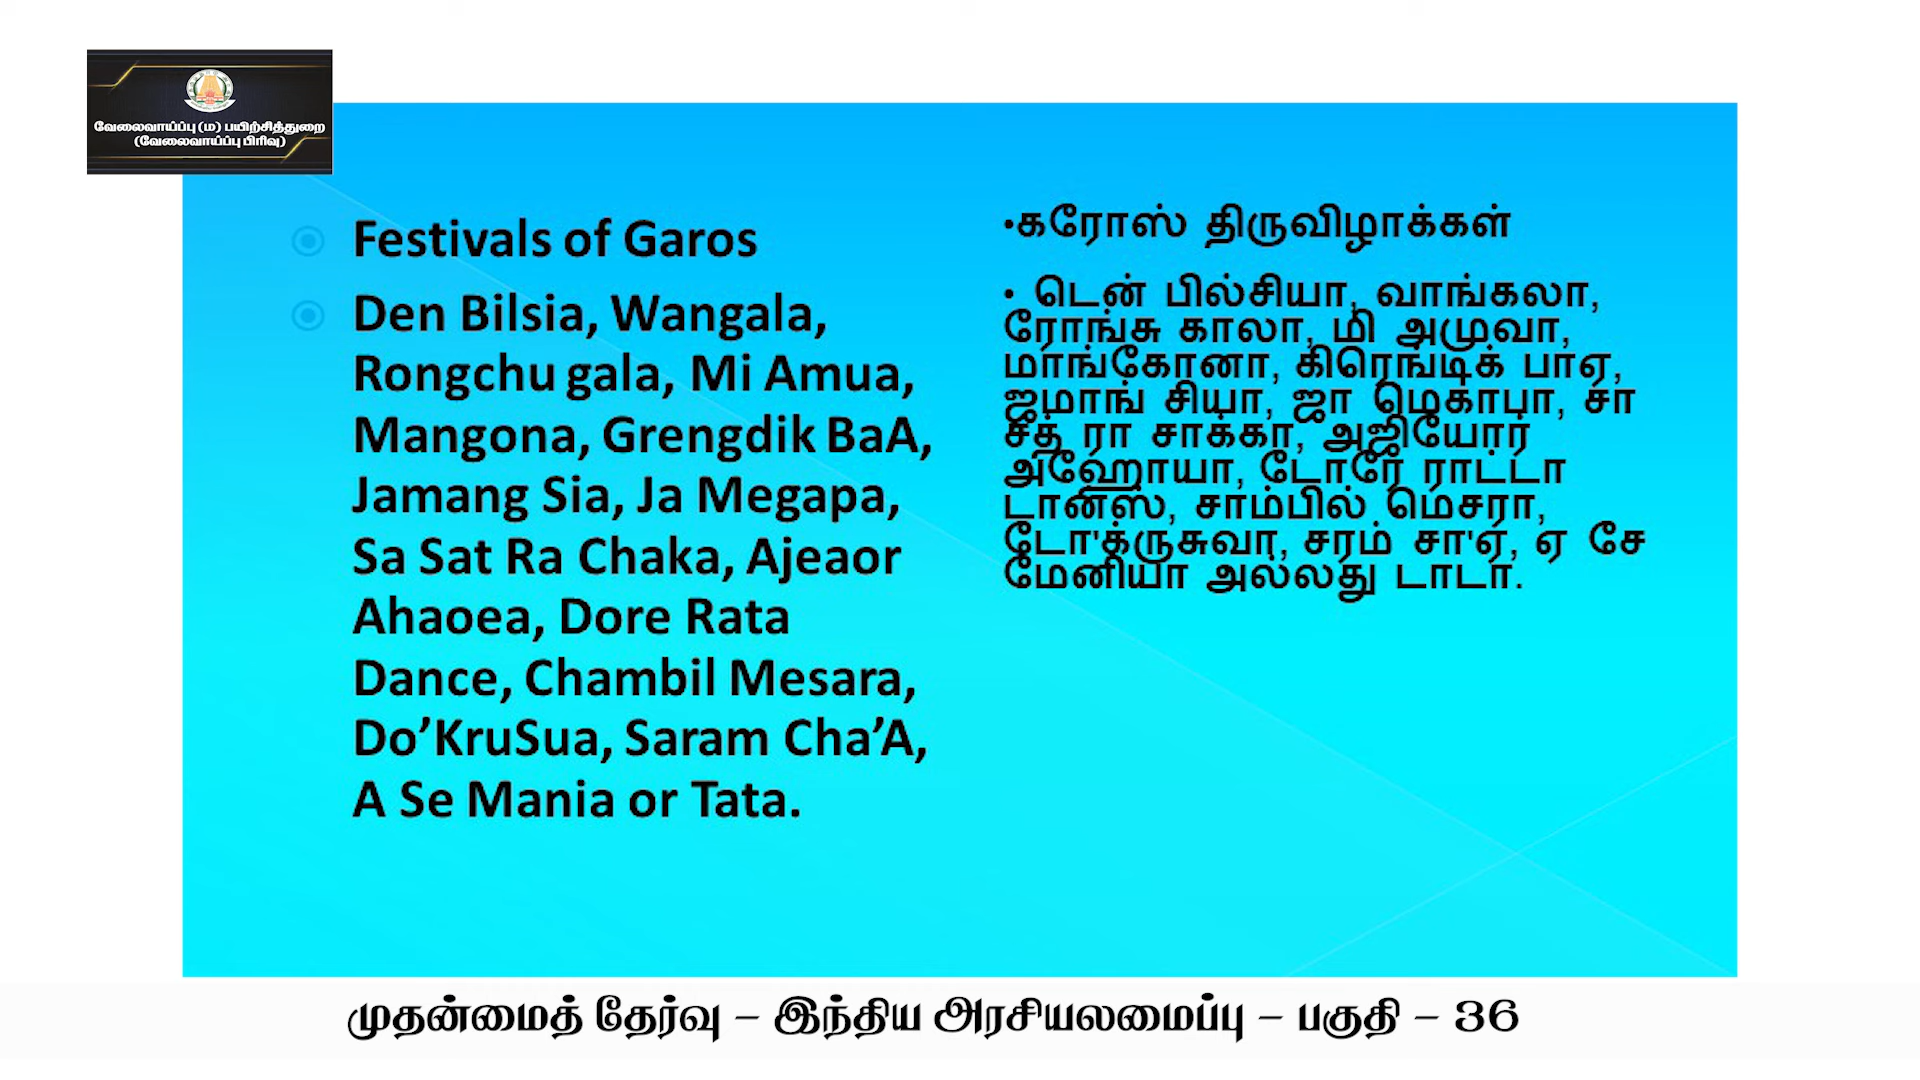 வேலைவாய்ப்பு (ம) பயிற்சித்துறை
(வேலைவாய்ப்பு பிரிவு)
Festivals of Garos
Den Bilsia, Wangala,
Rongchu gala, Mi Amua,
Mangona, Grengdik BaA,
Jamang Sia, Ja Megapa,
Sa Sat Ra Chaka, Ajeaor
Ahaoea, Dore Rata
Dance, Chambil Mesara,
Do’KruSua, Saram Cha’A,
A Se Mania or Tata.
•கரோஸ் திருவிழாக்கள்
• டென் பில்சியா, வாங்கலா,
ரோங்சு காலா, மி அமுவா,
மாங்கோனா, கிரெங்டிக் பாஏ,
ஜமாங் சியா, ஜா மெகாபா, சா
சத் ரா சாக்கா, அஜியோர்
அஹோயா, டோரே ராட்டா
டான்ஸ், சாம்பில் மெசரா,
டோ'க்ருசுவா, சரம் சா'ஏ, ஏ சே
மேனியா அல்லது டாடா.
முதன்மைத் தேர்வு – இந்திய அரசியலமைப்பு – பகுதி – 36